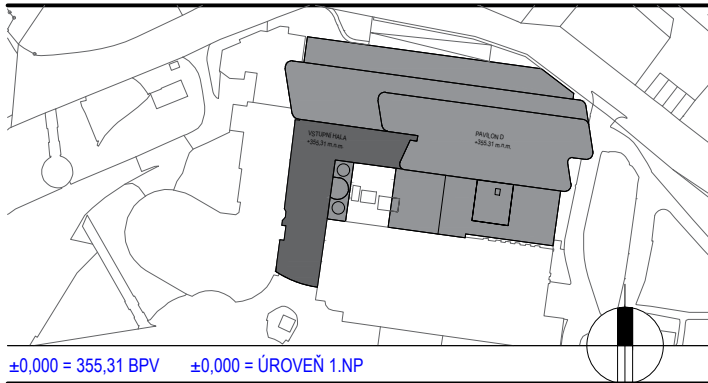 VSTUPNÍ HALA
+355,31 m n.m.
PAVILON D
+355,31 m n.m.
±0,000 = 355,31 BPV ±0,000 = ÚROVEŇ 1.NP